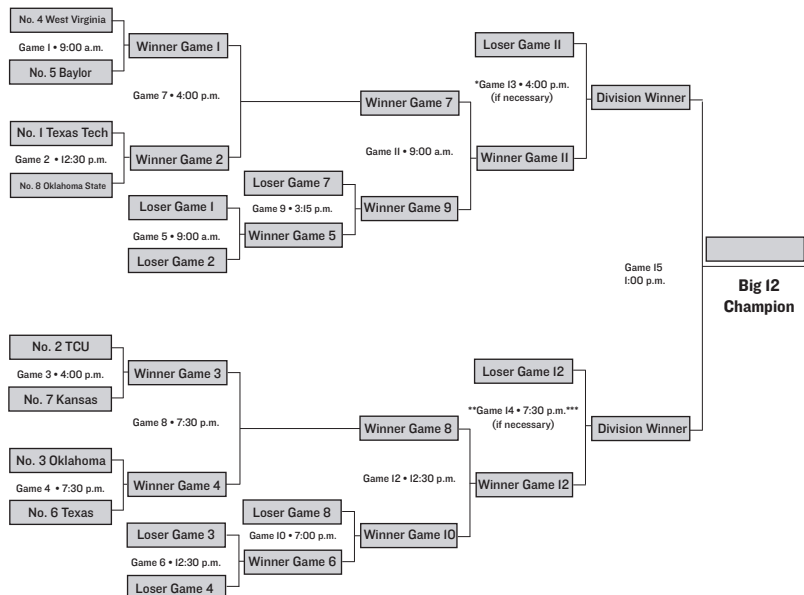 No. 4 West Virginia
Game 1 • 9:00 a.m.
No. 5 Baylor
Winner Game 1
Game 7 • 4:00 p.m.
No. 1 Texas Tech
Game 2 • 12:30 p.m.
No. 8 Oklahoma State
Winner Game 2
Loser Game 1
Game 5 • 9:00 a.m.
Loser Game 2
Loser Game 7
Game 9 • 3:15 p.m.
Winner Game 5
Winner Game 7
Game 11 • 9:00 a.m.
Winner Game 9
Loser Game 11
*Game 13 • 4:00 p.m.
(if necessary)
Winner Game 11
Division Winner
Game 15
1:00 p.m.
Big 12
Champion
No. 2 TCU
Game 3 • 4:00 p.m.
No. 7 Kansas
Winner Game 3
Game 8 • 7:30 p.m.
No. 3 Oklahoma
Game 4 • 7:30 p.m.
No. 6 Texas
Winner Game 4
Loser Game 3
Game 6 • 12:30 p.m.
Loser Game 4
Loser Game 8
Game 10 • 7:00 p.m.
Winner Game 6
Winner Game 8
Game 12 • 12:30 p.m.
Winner Game 10
Loser Game 12
**Game 14 • 7:30 p.m.***
(if necessary)
Winner Game 12
Division Winner